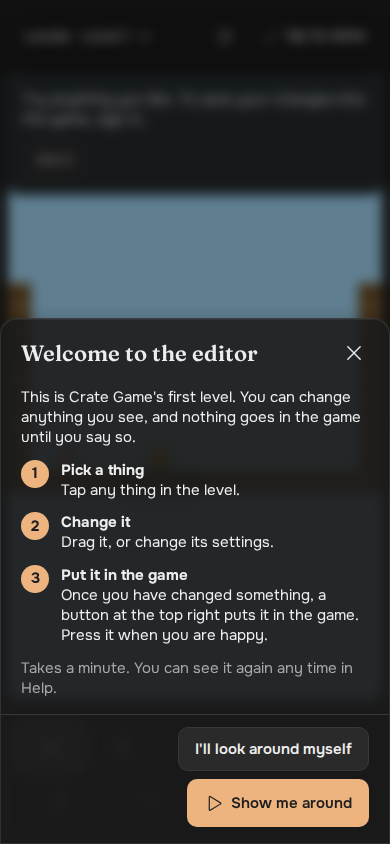 Welcome to the editor
This is Crate Game's first level. You can change
anything you see, and nothing goes in the game
until you say so.
1
Pick a thing
Tap any thing in the level.
2
Change it
Drag it, or change its settings.
3
Put it in the game
Once you have changed something, a
button at the top right puts it in the game.
Press it when you are happy.
Takes a minute. You can see it again any time in
Help.
I'll look around myself
Show me around